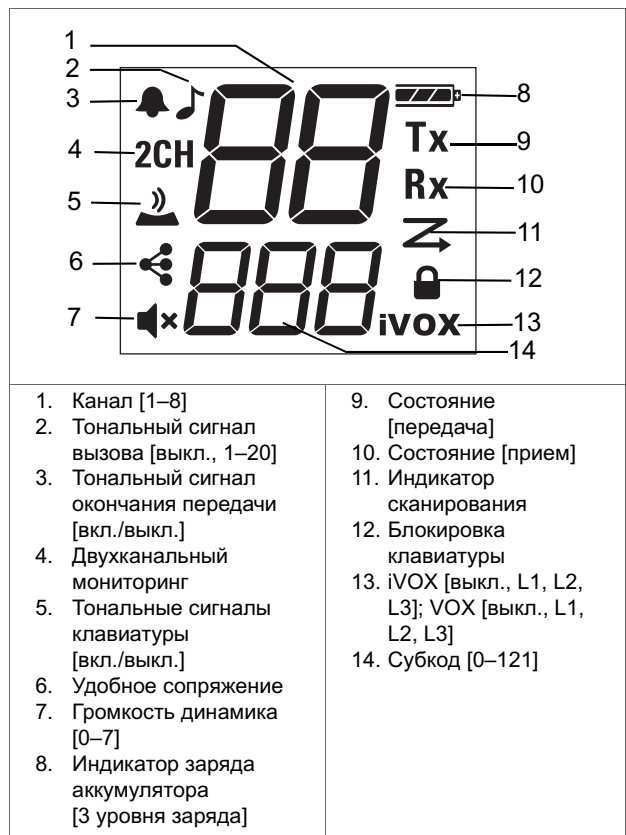 1
2
3
4
5
6
7
88
2CH
Tx
Rx
888
iVOX
8
9
10
11
12
13
14
1. Канал [1–8]
2. Тональный сигнал
вызова [выкл., 1–20]
3. Тональный сигнал
окончания передачи
[вкл./выкл.]
4. Двухканальный
мониторинг
5. Тональные сигналы
клавиатуры
[вкл./выкл.]
6. Удобное сопряжение
7. Громкость динамика
[0–7]
8. Индикатор заряда
аккумулятора
[3 уровня заряда]
9. Состояние
[передача]
10. Состояние [прием]
11. Индикатор
сканирования
12. Блокировка
клавиатуры
13. iVOX [выкл., L1, L2,
L3]; VOX [выкл., L1,
L2, L3]
14. Субкод [0–121]